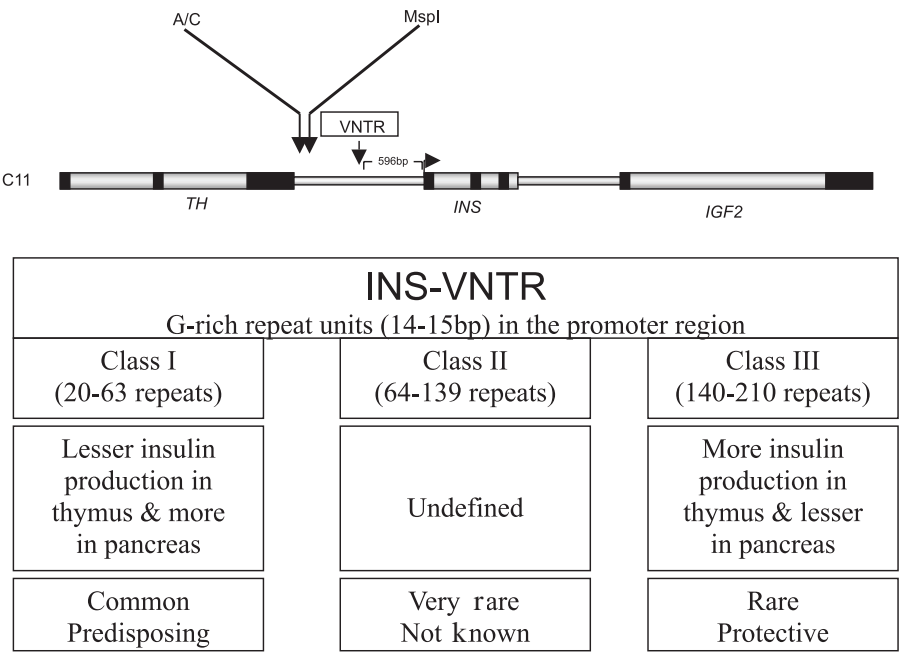 A/C
MspI
VNTR
596bp
C11
TH
INS
IGF2
INS-VNTR
G-rich repeat units (14-15bp) in the promoter region
Class I
(20-63 repeats)
Class II
(64-139 repeats)
Class III
(140-210 repeats)
Lesser insulin
production in
thymus & more
in pancreas
Undefined
More insulin
production in
thymus & lesser
in pancreas
Common
Predisposing
Very rare
Not known
Rare
Protective